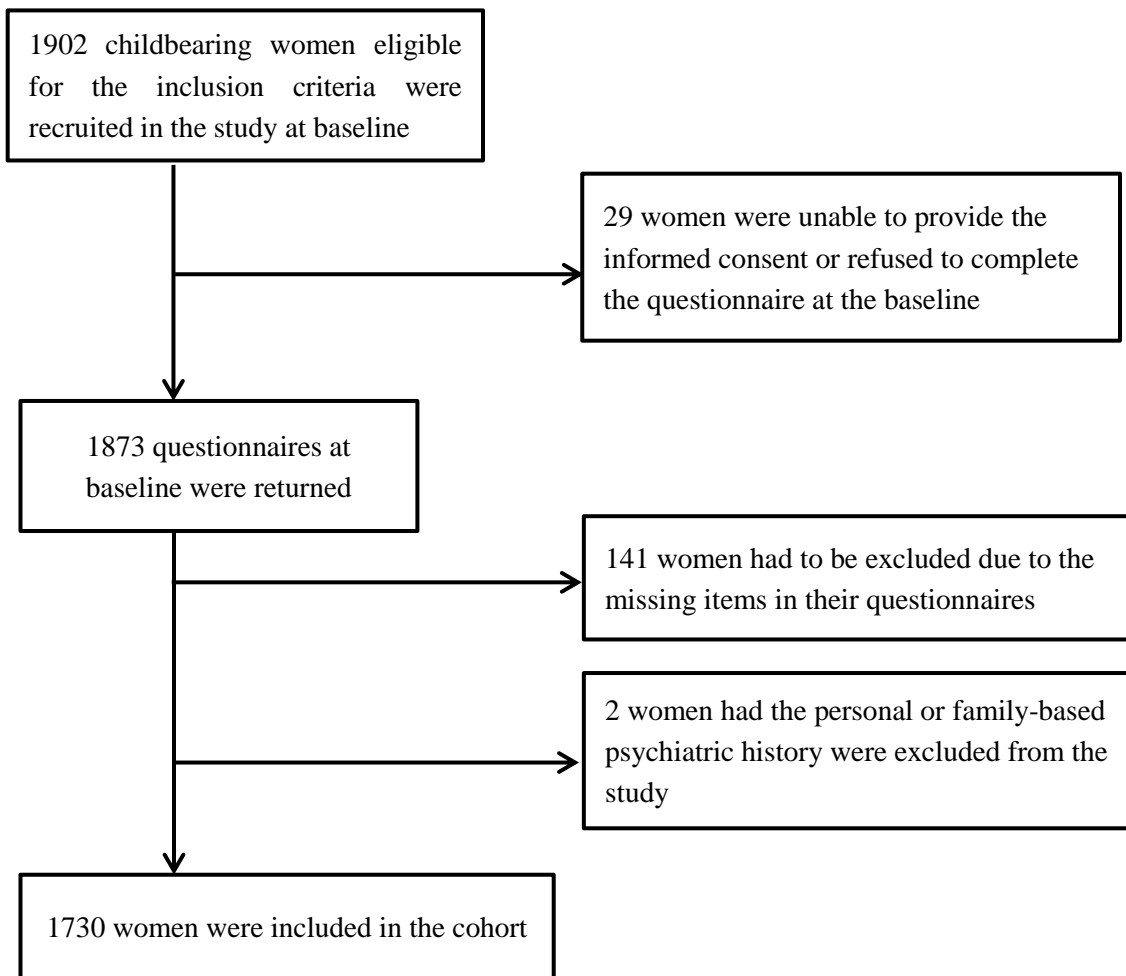 1902 childbearing women eligible
for the inclusion criteria were
recruited in the study at baseline
29 women were unable to provide the
informed consent or refused to complete
the questionnaire at the baseline
1873 questionnaires at
baseline were returned
141 women had to be excluded due to the
missing items in their questionnaires
2 women had the personal or family-based
psychiatric history were excluded from the
study
1730 women were included in the cohort